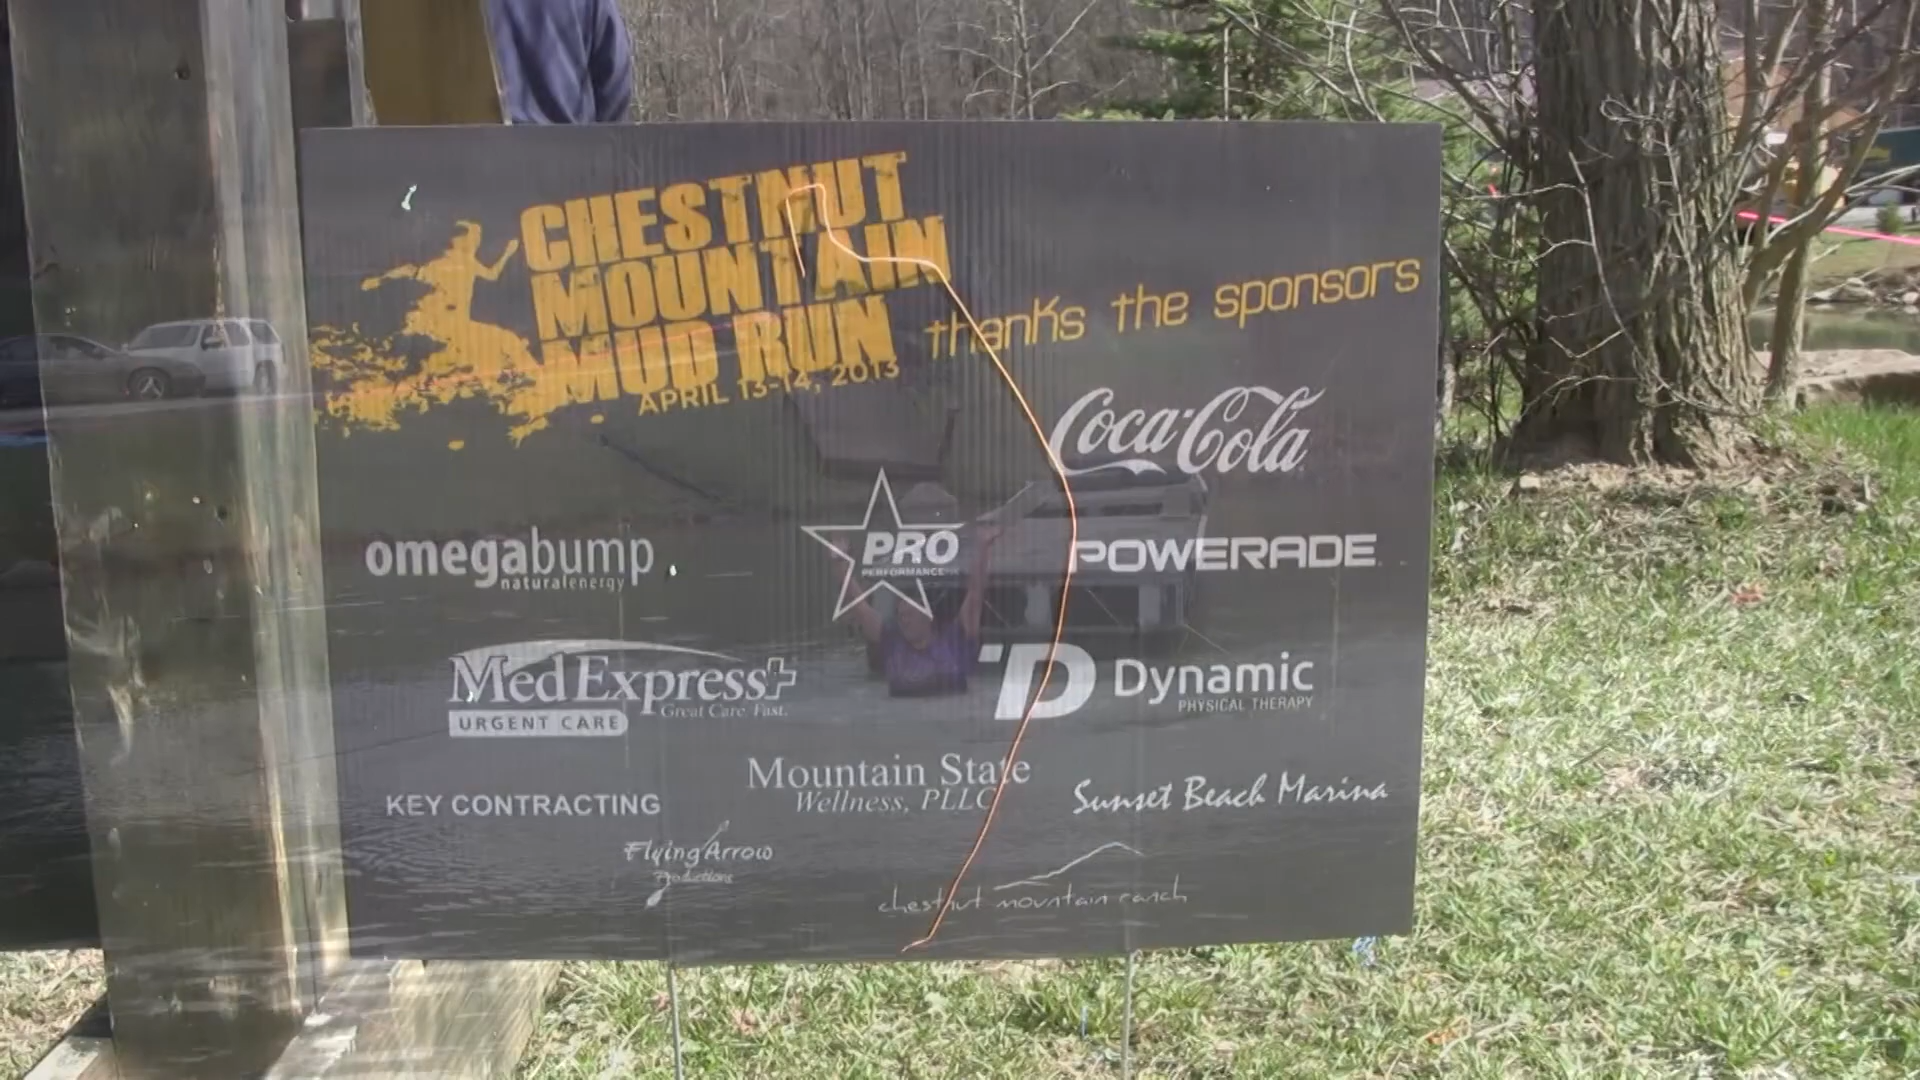 CHESTNUT
MOUNTAIN
MUD RUN
APRIL 13-14, 2013
thanks the sponsors
Coca-Cola
omegabump
naturalenergy
PRO
PERFORMANCE
POWERADE
MedExpress
Great Care. Fast.
URGENT CARE
D Dynamic
PHYSICAL THERAPY
Mountain State
Wellness, PLLC
KEY CONTRACTING
Sunset Beach Marina
Flying Arrow
Productions
chestnut mountain ranch